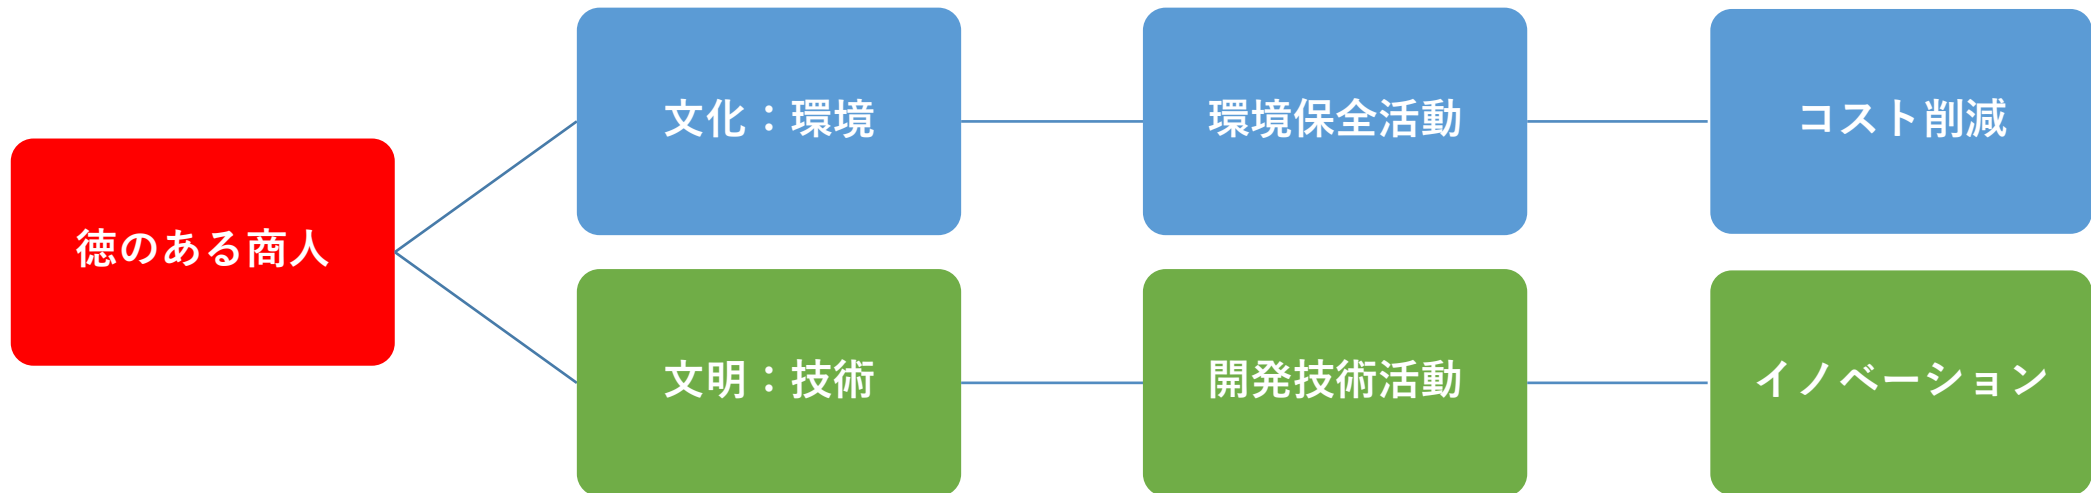 徳のある商人
文化：環境
環境保全活動
コスト削減
文明：技術
開発技術活動
イノベーション